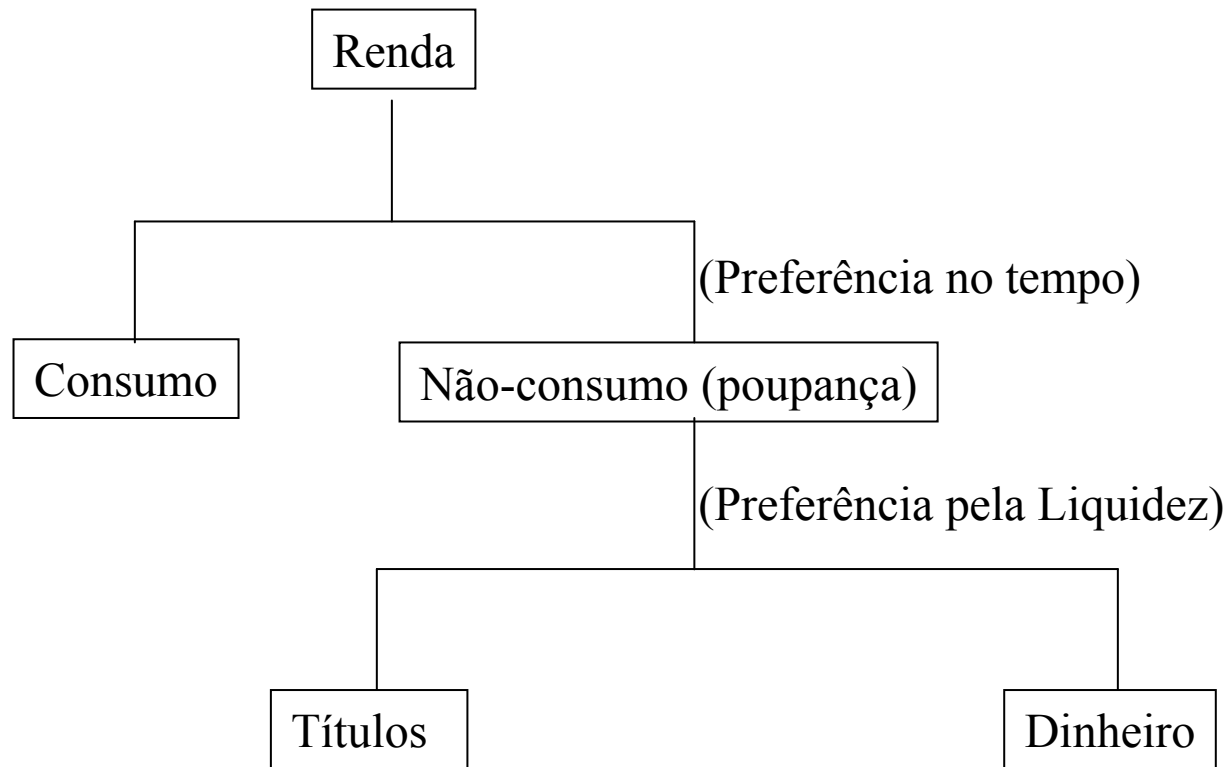 Renda
(Preferência no tempo)
Consumo
Não-consumo (poupança)
(Preferência pela Liquidez)
Títulos
Dinheiro